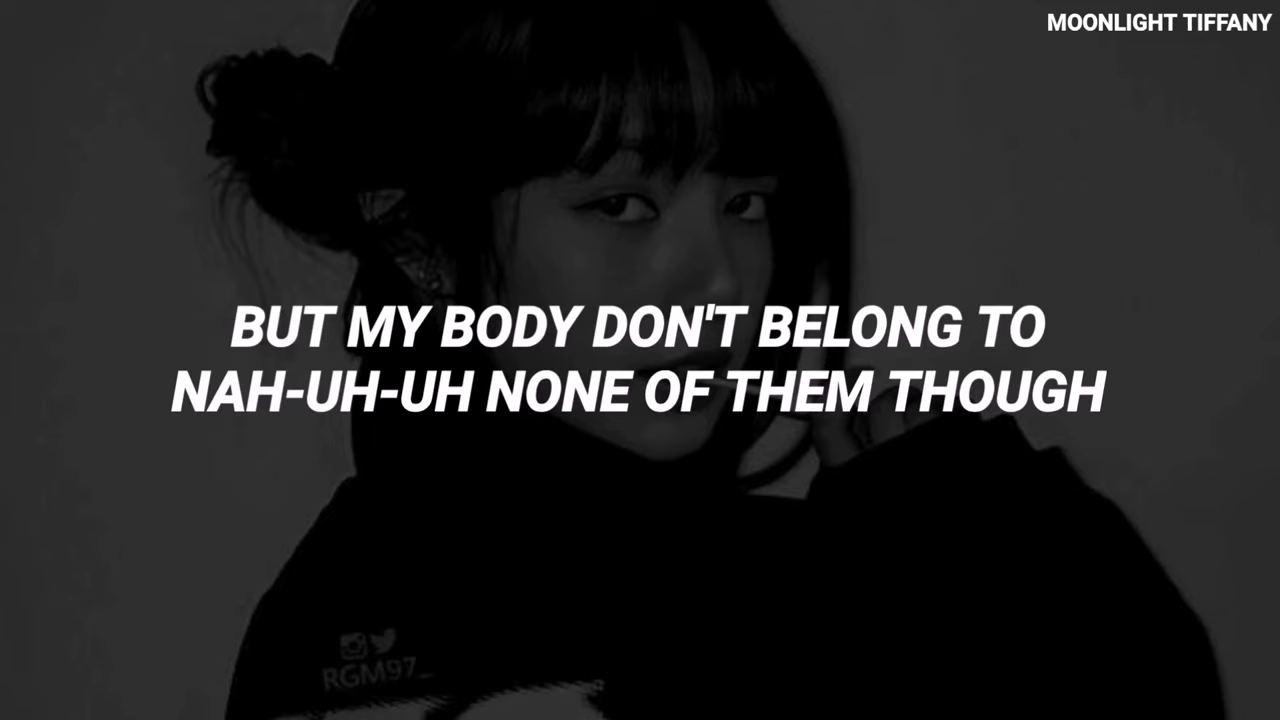 MOONLIGHT TIFFANY
BUT MY BODY DON'T BELONG TO
NAH-UH-UH NONE OF THEM THOUGH
RGM97_